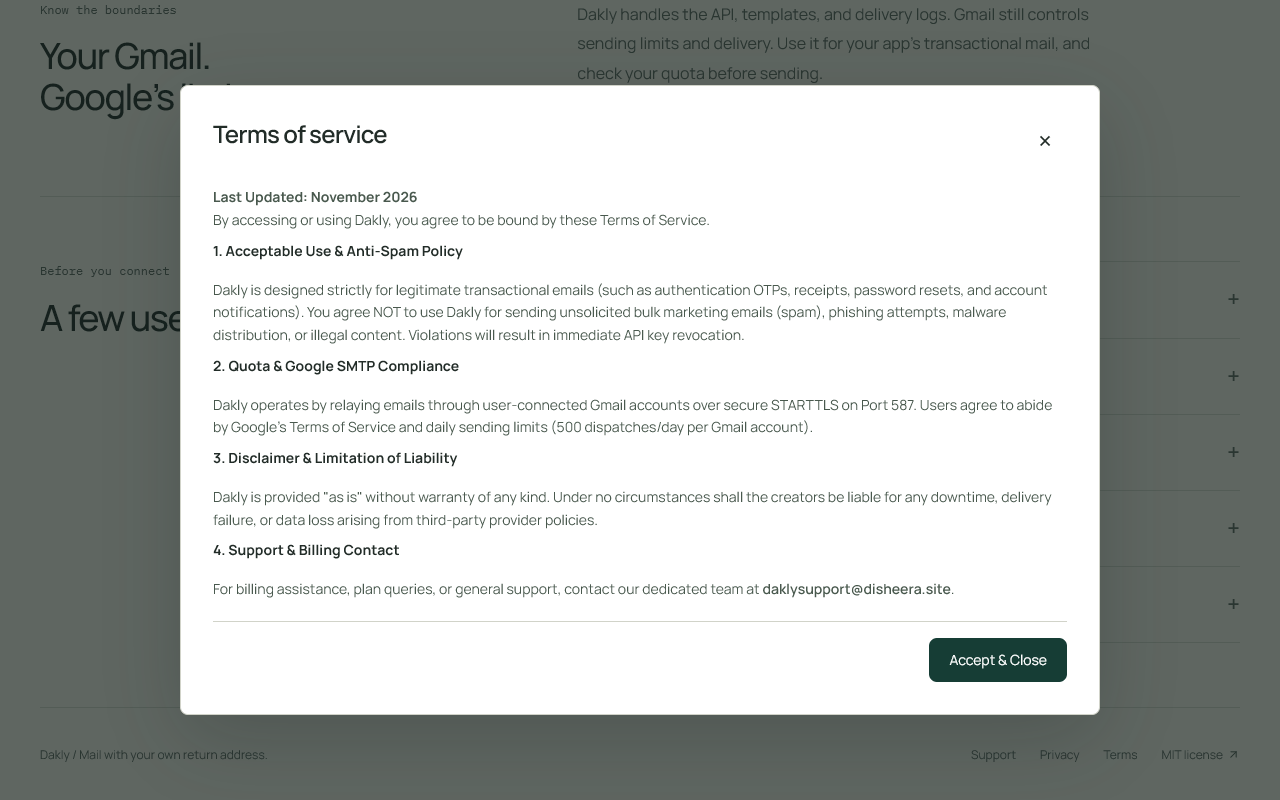 Know the boundaries
Your Gmail.
Google's
Dakly handles the API, templates, and delivery logs. Gmail still controls
sending limits and delivery. Use it for your app's transactional mail, and
check your quota before sending.
Terms of service
×
Last Updated: November 2026
By accessing or using Dakly, you agree to be bound by these Terms of Service.
1. Acceptable Use & Anti-Spam Policy
Dakly is designed strictly for legitimate transactional emails (such as authentication OTPs, receipts, password resets, and account
notifications). You agree NOT to use Dakly for sending unsolicited bulk marketing emails (spam), phishing attempts, malware
distribution, or illegal content. Violations will result in immediate API key revocation.
2. Quota & Google SMTP Compliance
Dakly operates by relaying emails through user-connected Gmail accounts over secure STARTTLS on Port 587. Users agree to abide
by Google's Terms of Service and daily sending limits (500 dispatches/day per Gmail account).
3. Disclaimer & Limitation of Liability
Dakly is provided "as is" without warranty of any kind. Under no circumstances shall the creators be liable for any downtime, delivery
failure, or data loss arising from third-party provider policies.
4. Support & Billing Contact
For billing assistance, plan queries, or general support, contact our dedicated team at daklysupport@disheera.site.
Accept & Close
Before you connect
A few use
+
+
+
+
+
Dakly / Mail with your own return address.
Support Privacy Terms MIT license ↗